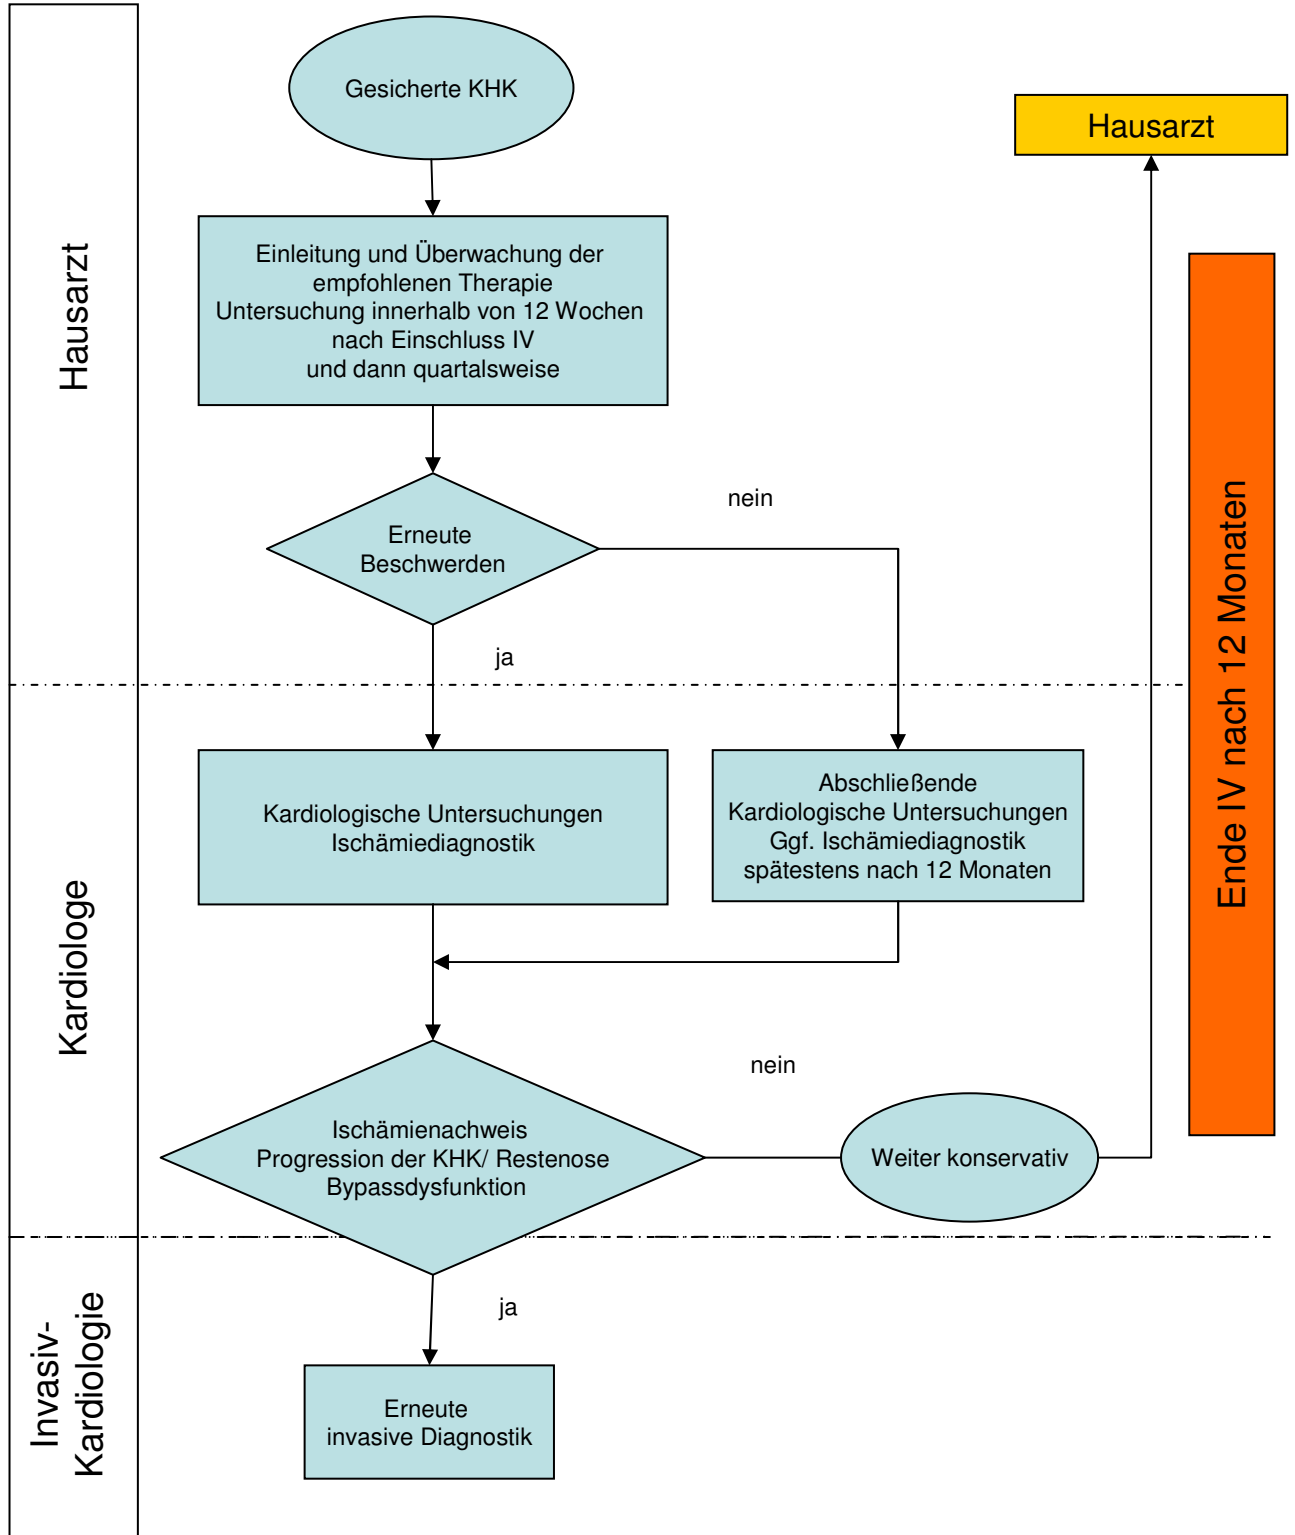 Gesicherte KHK
Hausarzt
Hausarzt
Einleitung und Überwachung der
empfohlenen Therapie
Untersuchung innerhalb von 12 Wochen
nach Einschluss IV
und dann quartalsweise
Erneute
Beschwerden
nein
ja
Ende IV nach 12 Monaten
Kardiologe
Kardiologische Untersuchungen
Ischämiediagnostik
Abschließende
Kardiologische Untersuchungen
Ggf. Ischämiediagnostik
spätestens nach 12 Monaten
Ischämienachweis
Progression der KHK/ Restenose
Bypassdysfunktion
nein
Weiter konservativ
ja
Invasiv-
Kardiologie
Erneute
invasive Diagnostik